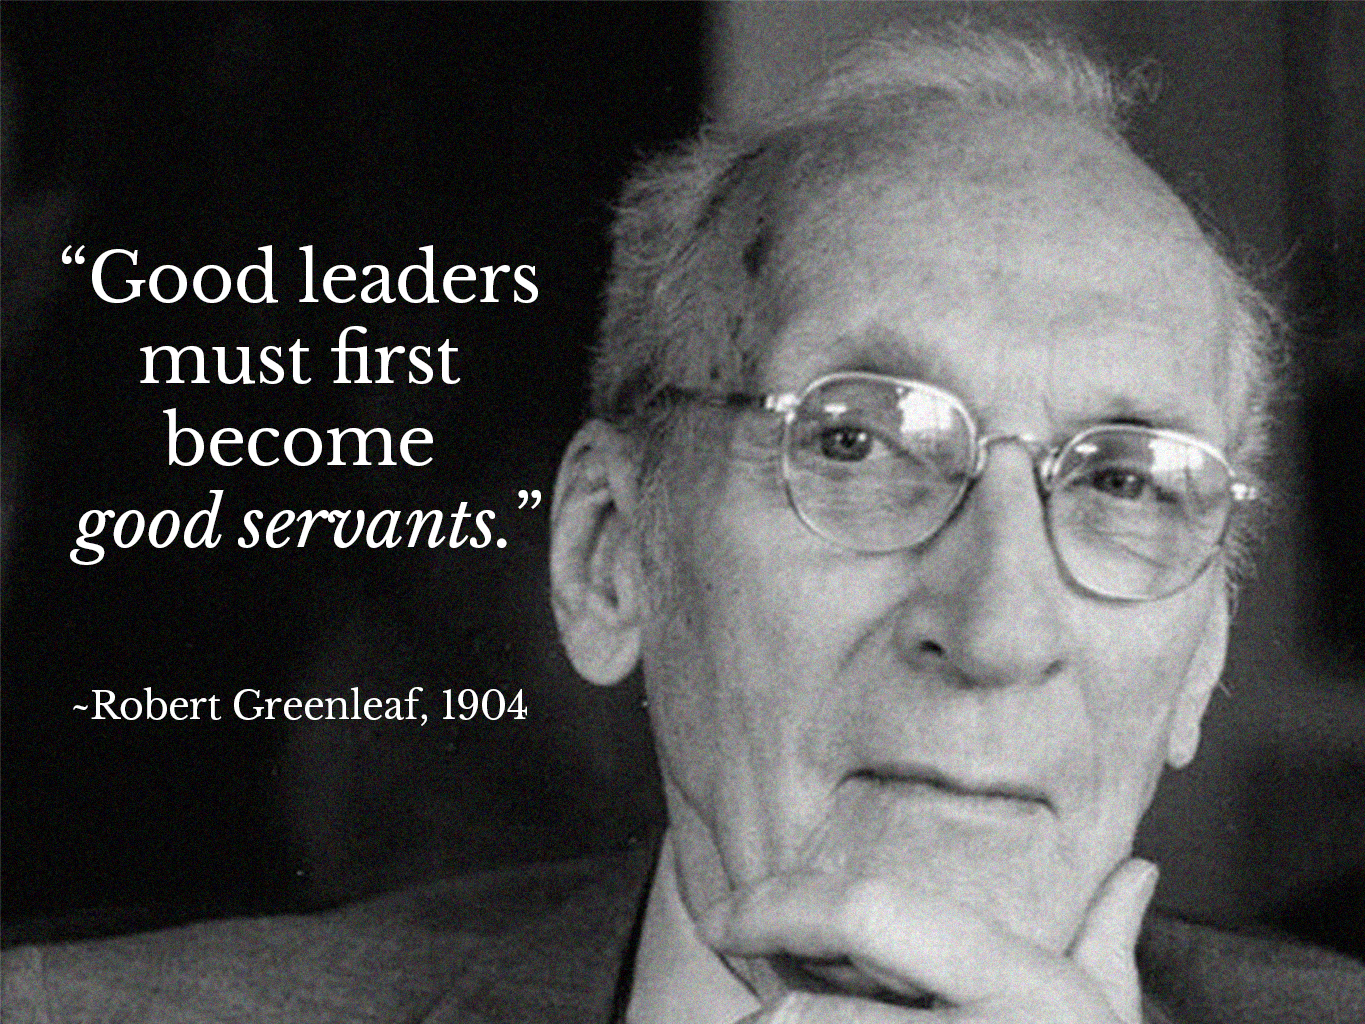 “Good leaders
must first
become
good servants.”
~Robert Greenleaf, 1904